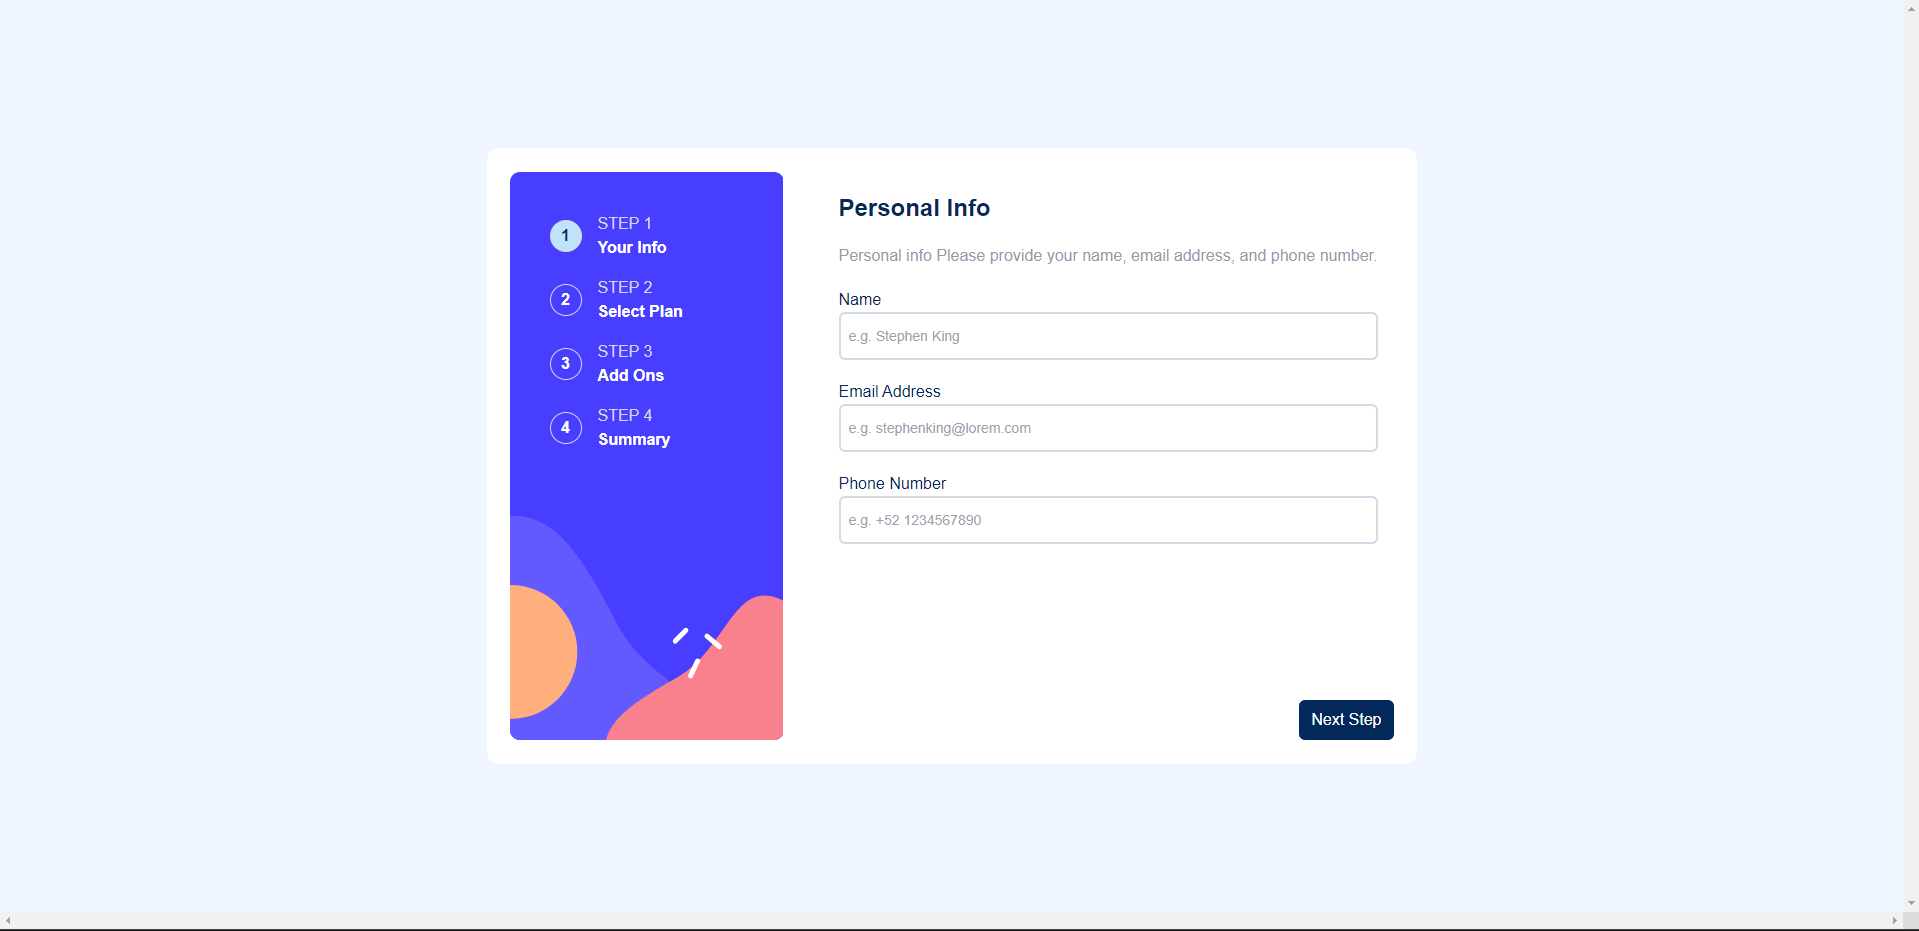 1
STEP 1
Your Info
2
STEP 2
Select Plan
3
STEP 3
Add Ons
4
STEP 4
Summary
Personal Info
Personal info Please provide your name, email address, and phone number.
Name
e.g. Stephen King
Email Address
e.g. stephenking@lorem.com
Phone Number
e.g. +52 1234567890
Next Step